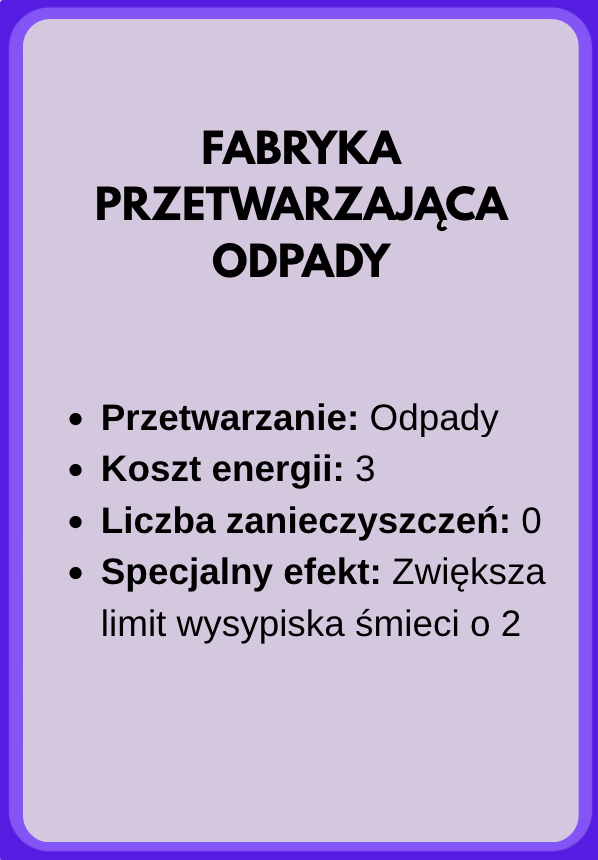 FABRYKA
PRZETWARZAJĄCA
ODPADY
• Przetwarzanie: Odpady
• Koszt energii: 3
• Liczba zanieczyszczeń: 0
• Specjalny efekt: Zwiększa
limit wysypiska śmieci o 2